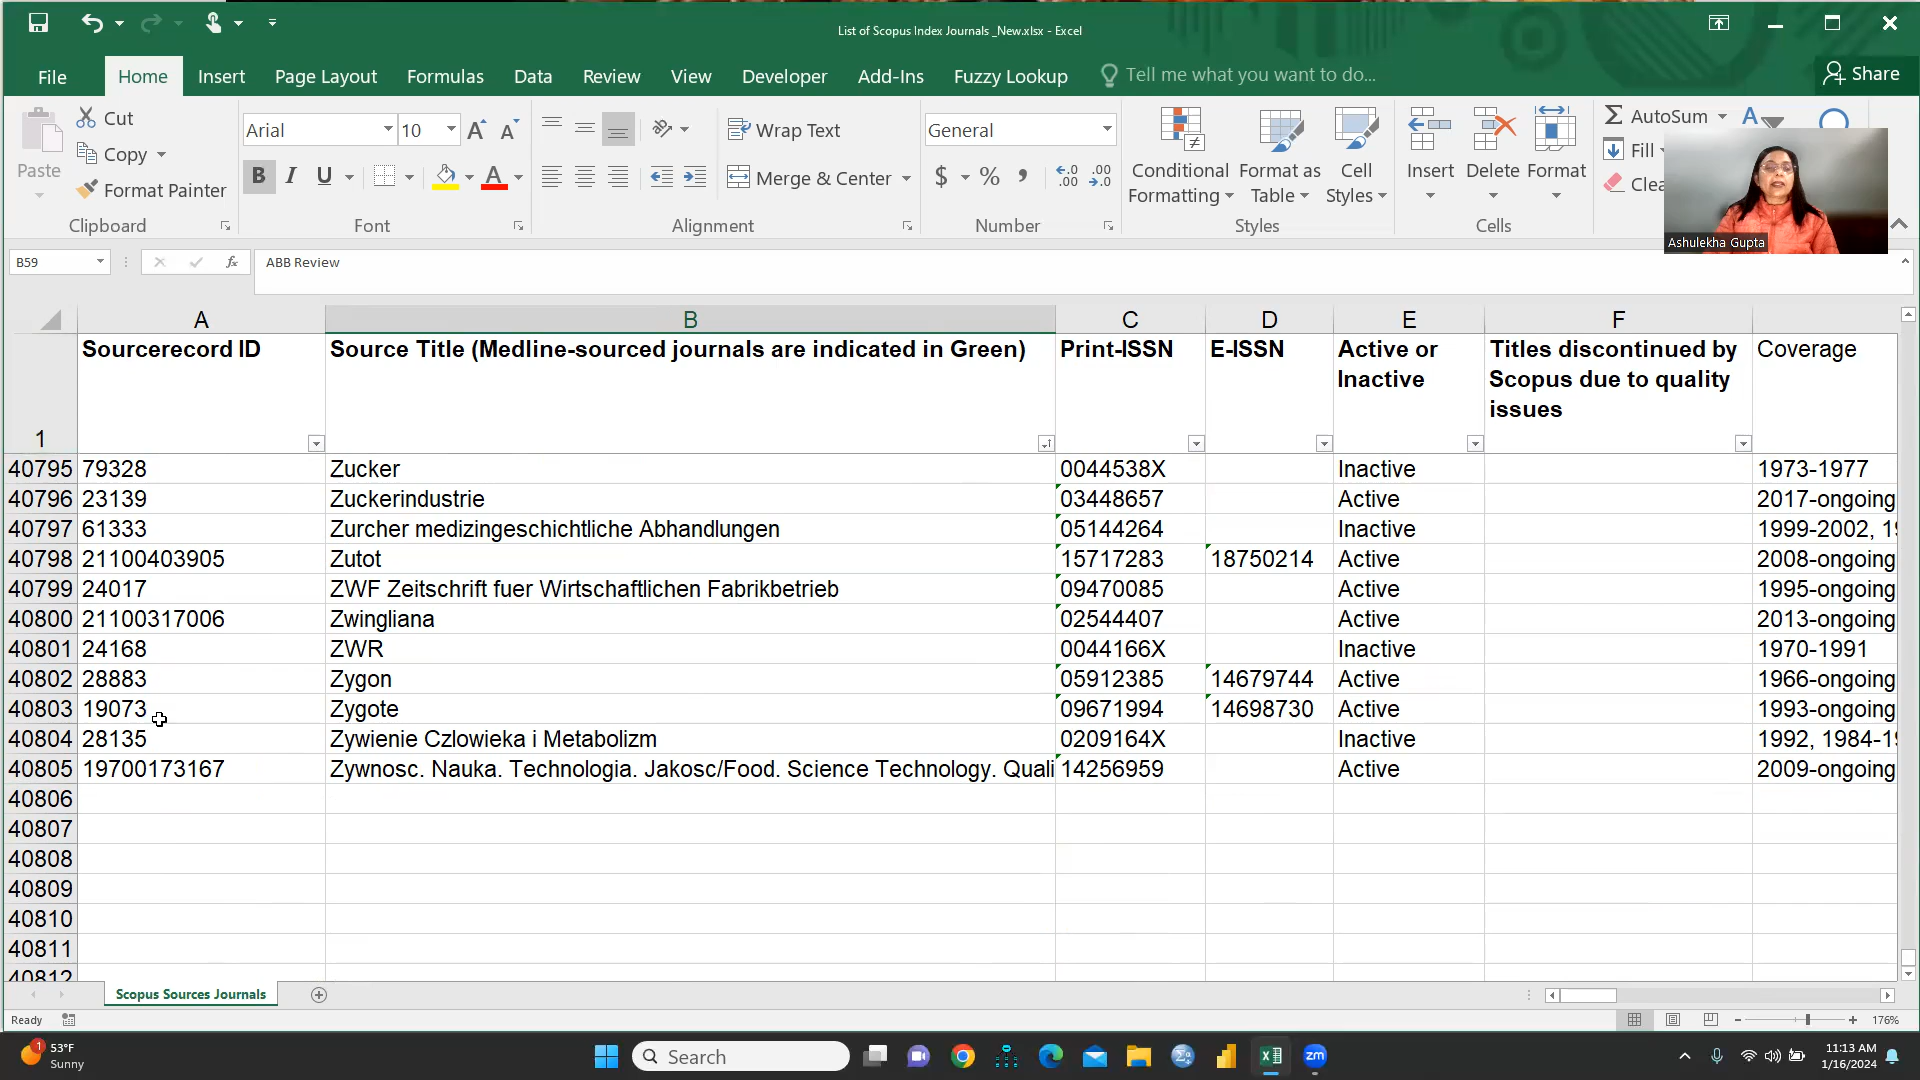 List of Scopus Index Journals _New.xlsx - Excel
File Home Insert Page Layout Formulas Data Review View Developer Add-Ins Fuzzy Lookup Tell me what you want to do... Share
Paste
Cut
Copy
Format Painter
Clipboard
Arial 10
B I U A
Font
Wrap Text
Merge & Center
Alignment
General
$ % ,
Number
Conditional Formatting
Format as Table
Cell Styles
Styles
Insert Delete Format
Cells
AutoSum
Fill
Ashulekha Gupta
B59 fx ABB Review
A B C D E F
1 Sourcerecord ID Source Title (Medline-sourced journals are indicated in Green) Print-ISSN E-ISSN Active or Inactive Titles discontinued by Scopus due to quality issues Coverage
40795 79328 Zucker 0044538X Inactive 1973-1977
40796 23139 Zuckerindustrie 03448657 Active 2017-ongoing
40797 61333 Zurcher medizingeschichtliche Abhandlungen 05144264 Inactive 1999-2002,
40798 21100403905 Zutot 15717283 18750214 Active 2008-ongoing
40799 24017 ZWF Zeitschrift fuer Wirtschaftlichen Fabrikbetrieb 09470085 Active 1995-ongoing
40800 21100317006 Zwingliana 02544407 Active 2013-ongoing
40801 24168 ZWR 0044166X Inactive 1970-1991
40802 28883 Zygon 05912385 14679744 Active 1966-ongoing
40803 19073 Zygote 09671994 14698730 Active 1993-ongoing
40804 28135 Zywienie Czlowieka i Metabolizm 0209164X Inactive 1992,
40805 19700173167 Zywnosc. Nauka. Technologia. Jakosc/Food. Science Technology. Quali 14256959 Active 2009-ongoing
40806
40807
40808
40809
40810
40811
40812
Scopus Sources Journals
Ready 176%
53°F
Sunny
Search
zm
11:13 AM
1/16/2024